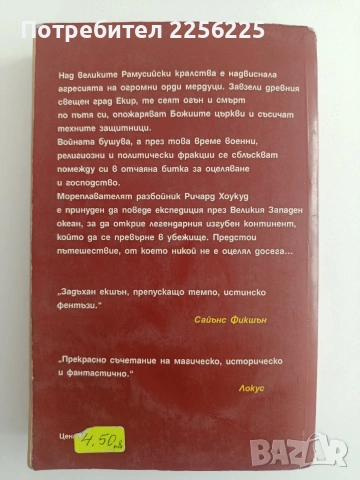 Потребител 2256225
Над великите Рамусийски кралства е надвиснала
агресията на огромни орди мердуци. Завзели древния
свещен град Екир, те сеят огън и смърт
по пътя си, опожаряват Божиите църкви и съсичат
техните защитници.
Войната бушува, а през това време военни,
религиозни и политически фракции се сблъскват
помежду си в отчаяна битка за оцеляване
и господство.
Мореплавателят разбойник Ричард Хоукуд
е принуден да поведе експедиция през Великия Западен
океан, за да открие легендарния изгубен континент,
който да се превърне в убежище. Предстои
пътешествие, от което никой не е оцелял досега...
„Задъхан екшън, препускащо темпо, истинско
фентъзи."
Сайънс Фикшън
„Прекрасно съчетание на магическо, историческо
и фантастично."
Локус
Цена 4.50лв
BAZAR